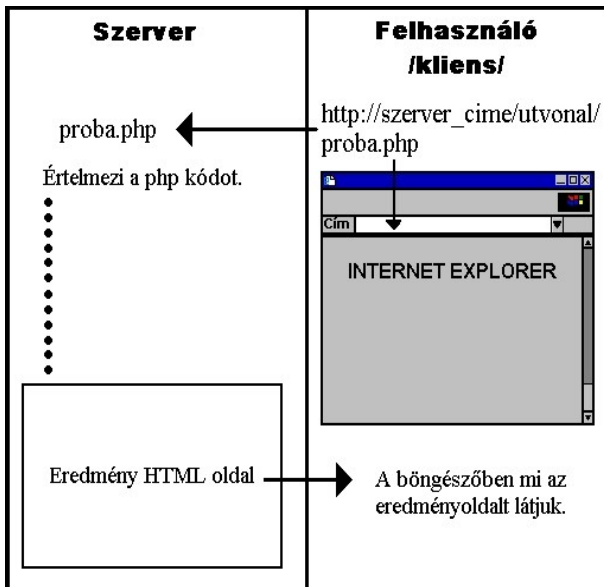 Szerver
Felhasználó
/kliens/
http://szerver_cime/utvonal/
proba.php
proba.php
Értelmezi a php kódot.
Cím
INTERNET EXPLORER
Eredmény HTML oldal
A böngészőben mi az
eredményoldalt látjuk.